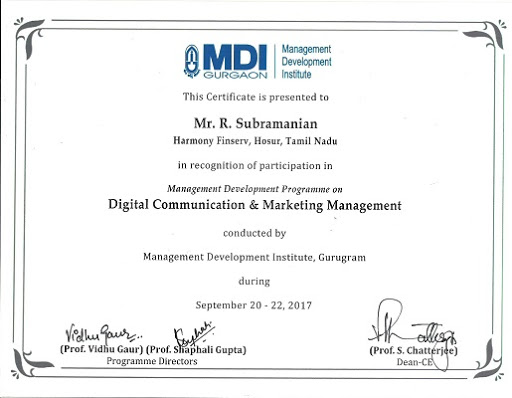 MDI
GURGAON
Management
Development
Institute
This Certificate is presented to
Mr. R. Subramanian
Harmony Finserv, Hosur, Tamil Nadu
in recognition of participation in
Management Development Programme on
Digital Communication & Marketing Management
conducted by
Management Development Institute, Gurugram
during
September 20 - 22, 2017
Vidhu Gaur
(Prof. Vidhu Gaur) (Prof. Shaphali Gupta)
Programme Directors
(Prof. S. Chatterjee)
Dean-CE